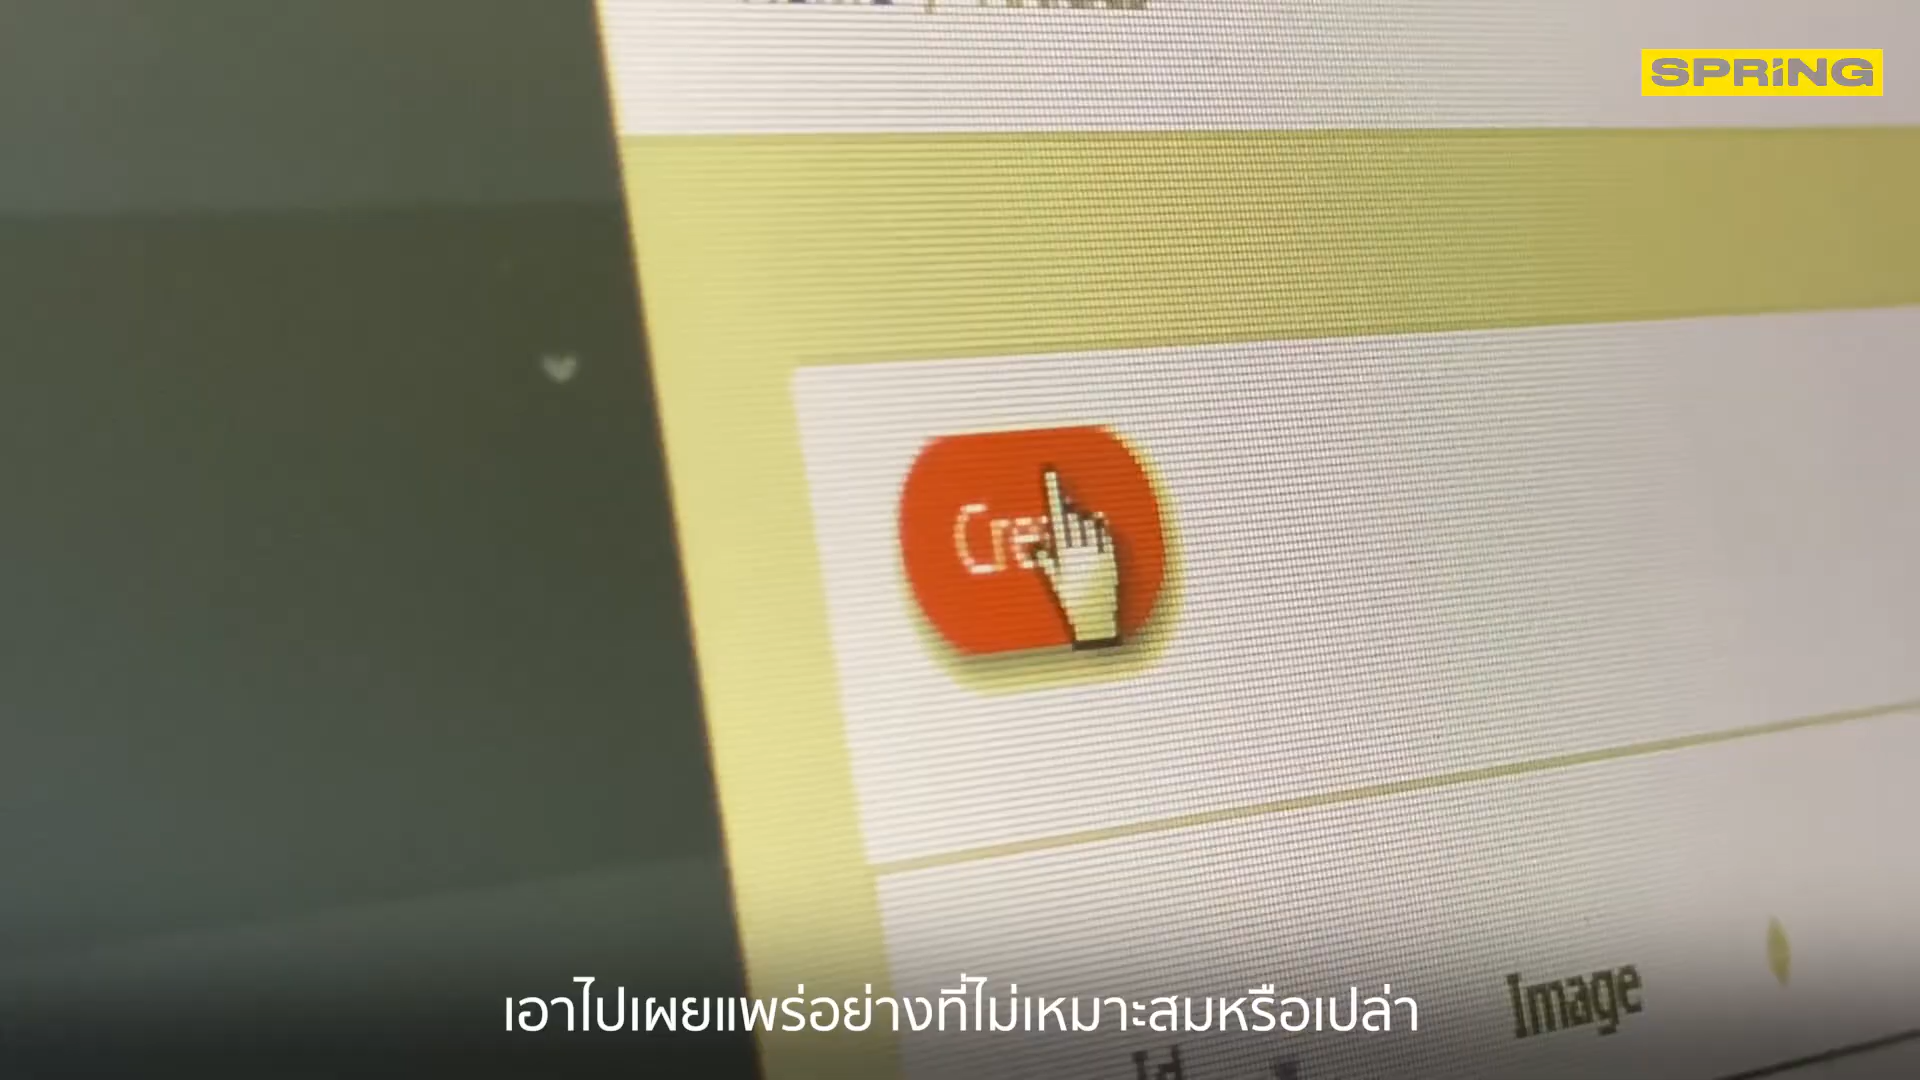 SPRiNG
Cre
Image
Id
เอาไปเผยแพร่อย่างที่ไม่เหมาะสมหรือเปล่า